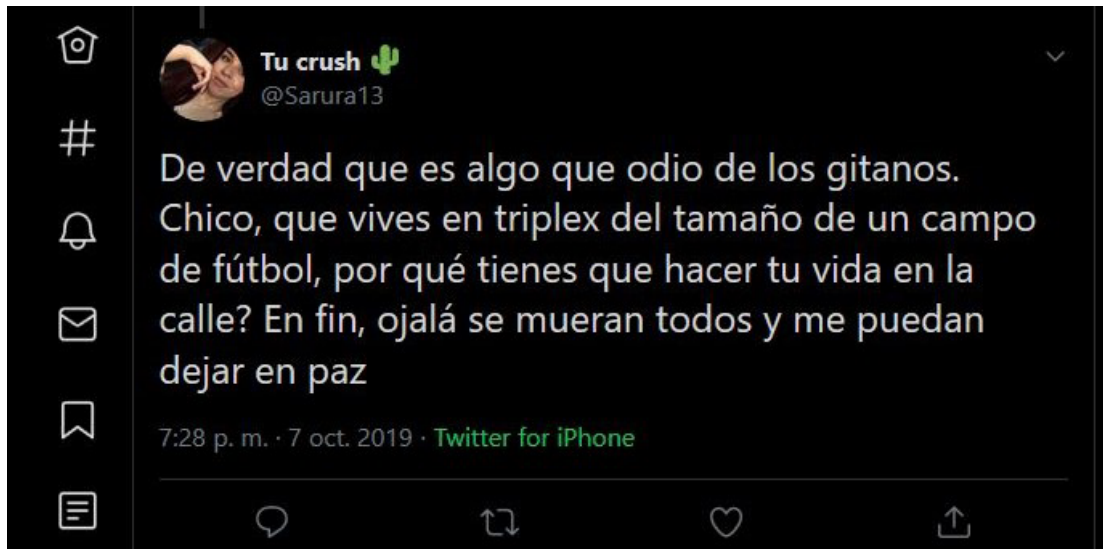 Tu crush 🌵
@Sarura13
De verdad que es algo que odio de los gitanos.
Chico, que vives en triplex del tamaño de un campo
de fútbol, por qué tienes que hacer tu vida en la
calle? En fin, ojalá se mueran todos y me puedan
dejar en paz
7:28 p. m. · 7 oct. 2019 · Twitter for iPhone